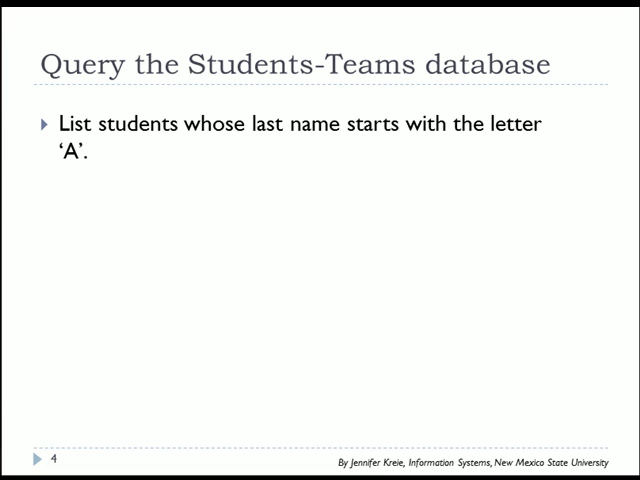 Query the Students-Teams database
List students whose last name starts with the letter
‘A’.
4
By Jennifer Kreie, Information Systems, New Mexico State University